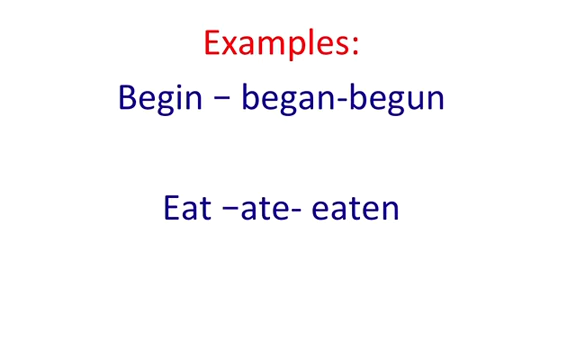 Examples:
Begin – began-begun
Eat –ate- eaten